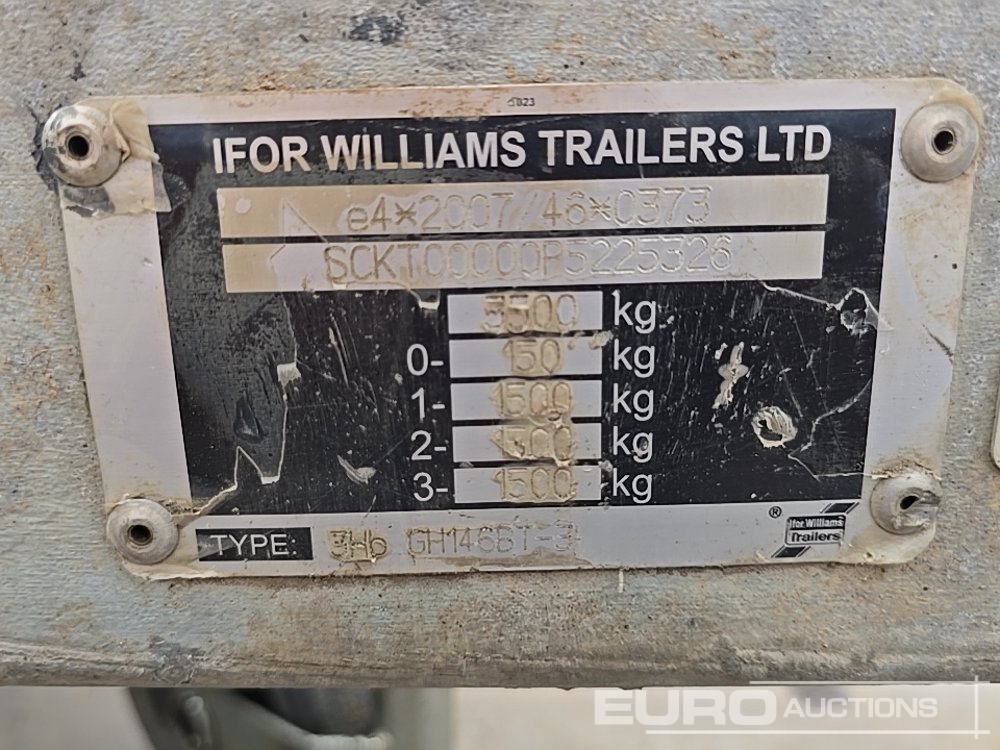 IFOR WILLIAMS TRAILERS LTD
e4*2007/46*0373
SCKT00000P5225326
3500 kg
0- 150 kg
1- 1500 kg
2- 1500 kg
3- 1500 kg
TYPE: 3Hb GH146BT-3
®
Ifor Williams
Trailers
EURO AUCTIONS